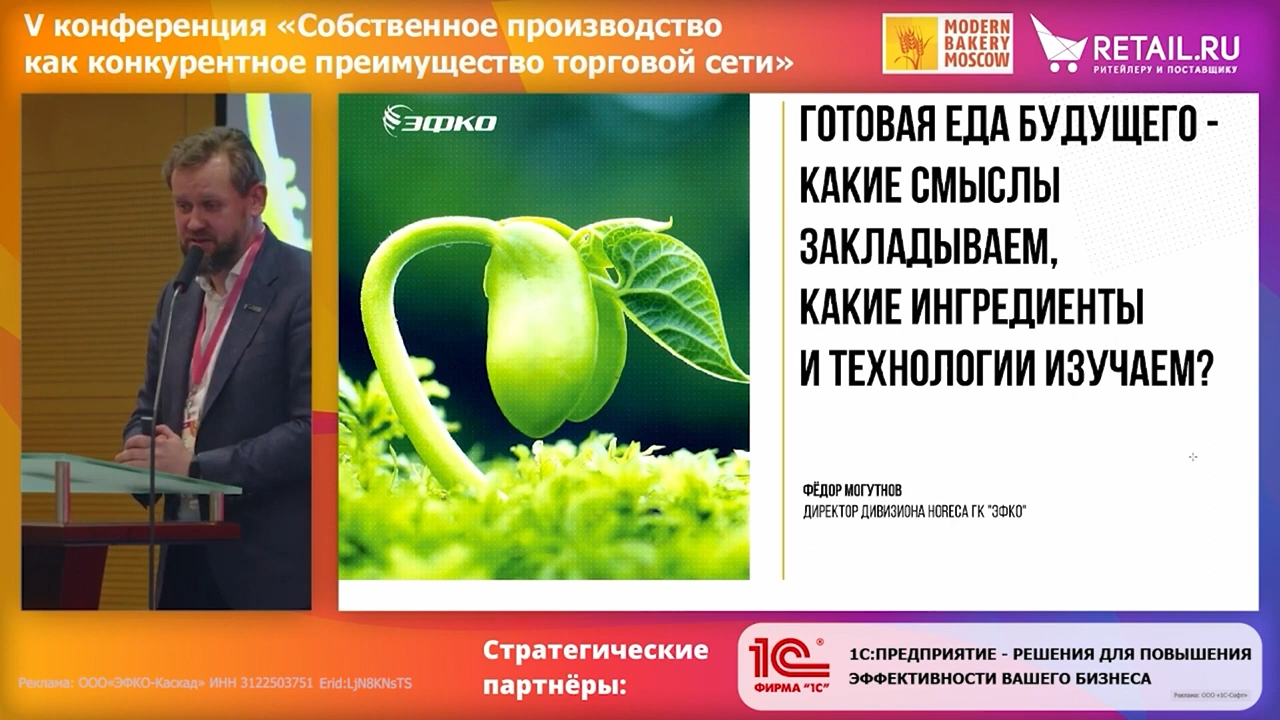 V конференция «Собственное производство
как конкурентное преимущество торговой сети»
MODERN
BAKERY
MOSCOW
RETAIL.RU
РИТЕЙЛЕРУ И ПОСТАВЩИКУ
ЭФКО
ГОТОВАЯ ЕДА БУДУЩЕГО -
КАКИЕ СМЫСЛЫ
ЗАКЛАДЫВАЕМ,
КАКИЕ ИНГРЕДИЕНТЫ
И ТЕХНОЛОГИИ ИЗУЧАЕМ?
ФЁДОР МОГУТНОВ
ДИРЕКТОР ДИВИЗИОНА HORECA ГК "ЭФКО"
Стратегические
партнёры:
1С®
ФИРМА "1С"
1С:ПРЕДПРИЯТИЕ - РЕШЕНИЯ ДЛЯ ПОВЫШЕНИЯ
ЭФФЕКТИВНОСТИ ВАШЕГО БИЗНЕСА
Реклама: ООО «1С-Софт»
Реклама: ООО«ЭФКО-Каскад» ИНН 3122503751 Erid:LjN8KNsTS